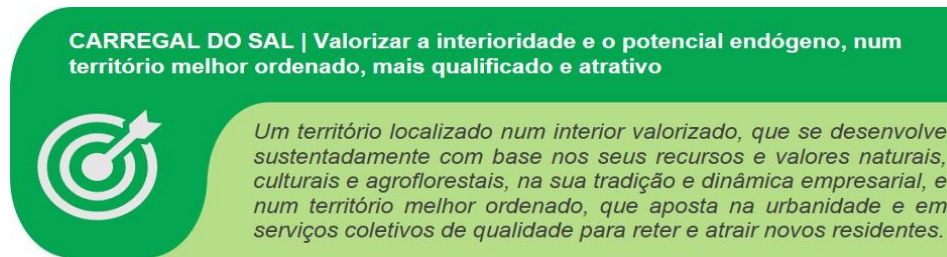 CARREGAL DO SAL | Valorizar a interioridade e o potencial endógeno, num
território melhor ordenado, mais qualificado e atrativo
Um território localizado num interior valorizado, que se desenvolve
sustentadamente com base nos seus recursos e valores naturais,
culturais e agroflorestais, na sua tradição e dinâmica empresarial, e
num território melhor ordenado, que aposta na urbanidade e em
serviços coletivos de qualidade para reter e atrair novos residentes.